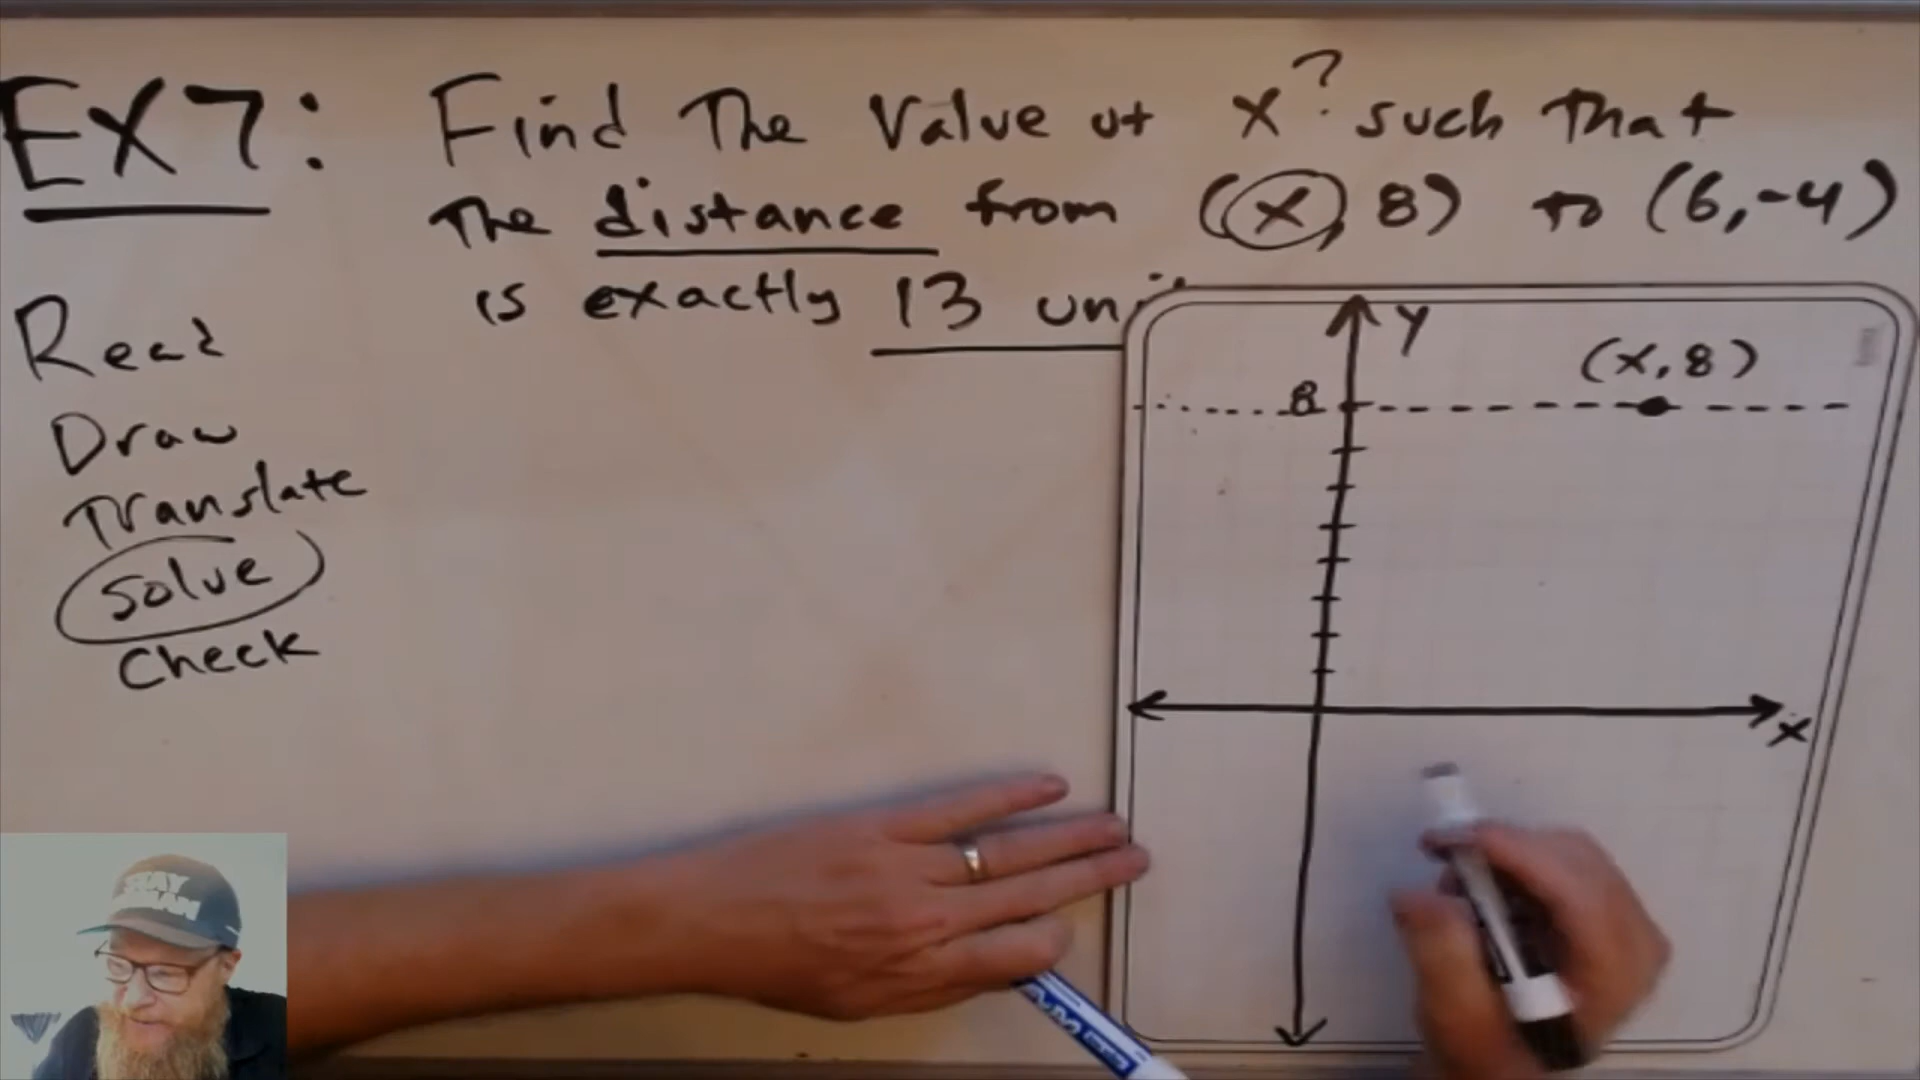 EX7: Find The Value of x? such that
The distance from (x, 8) to (6,-4)
is exactly 13
Read
Draw
Translate
Solve
Check
y
(x, 8)
8
x
STAY